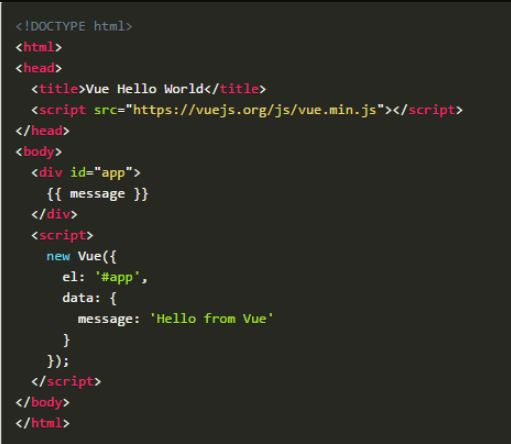 <!DOCTYPE html>
<html>
<head>
  <title>Vue Hello World</title>
  <script src="https://vuejs.org/js/vue.min.js"></script>
</head>
<body>
  <div id="app">
    {{ message }}
  </div>
  <script>
    new Vue({
      el: '#app',
      data: {
        message: 'Hello from Vue'
      }
    });
  </script>
</body>
</html>